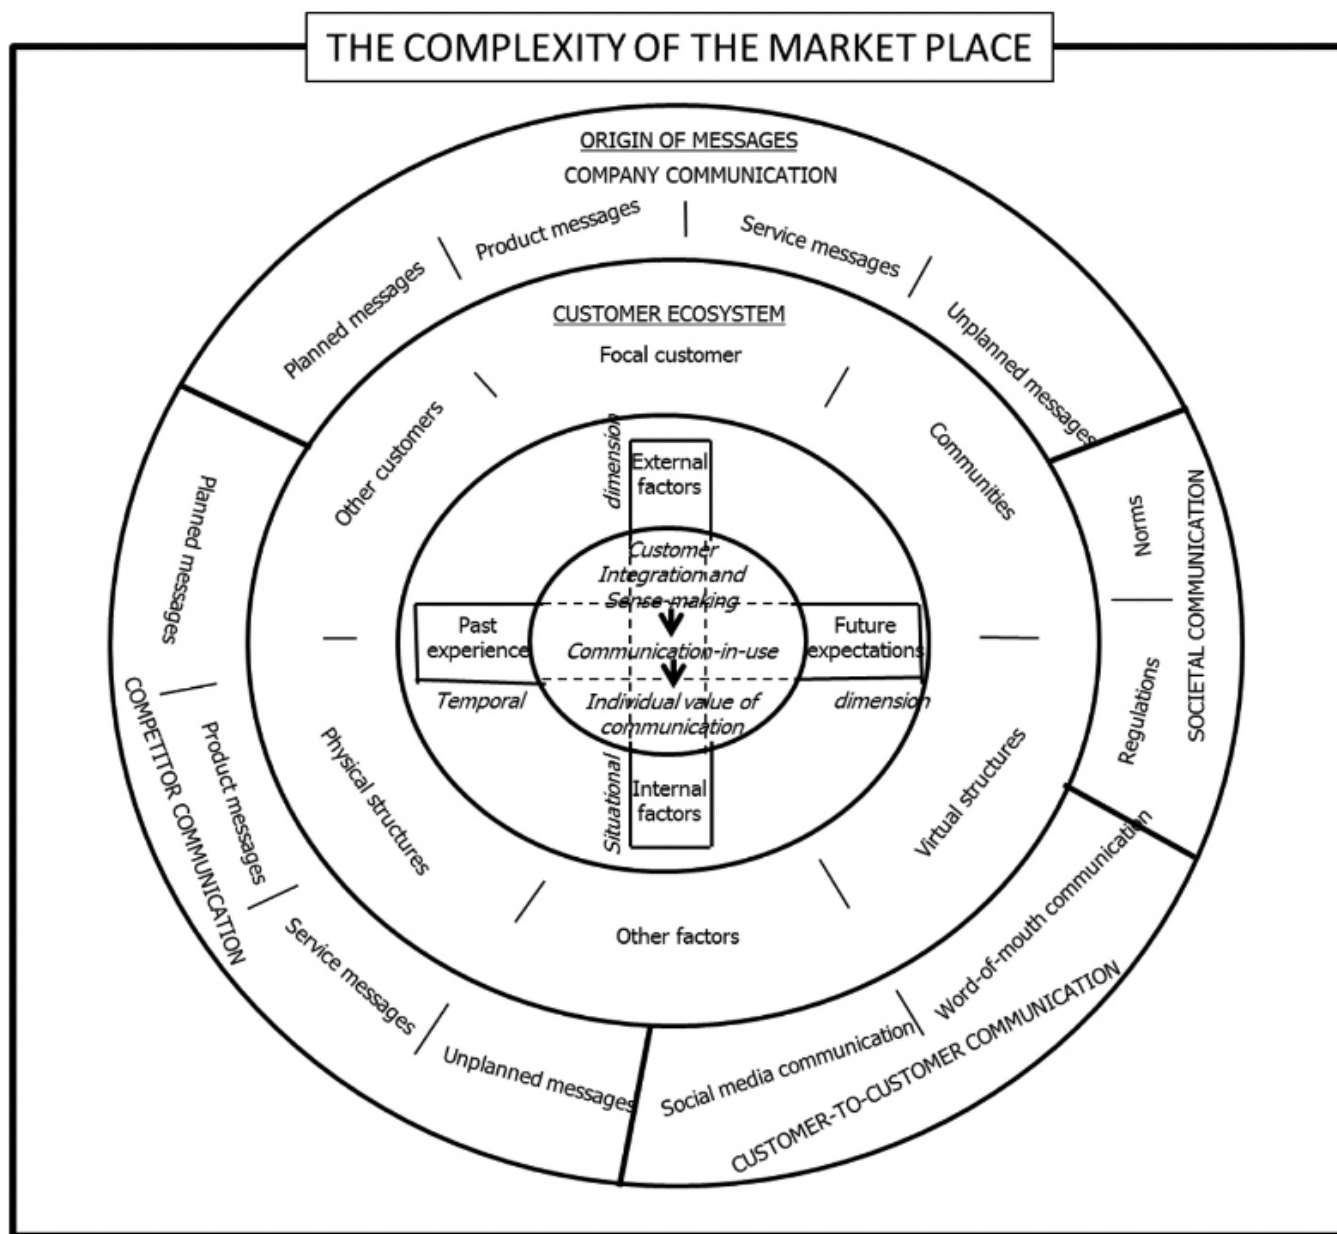 THE COMPLEXITY OF THE MARKET PLACE
ORIGIN OF MESSAGES
COMPANY COMMUNICATION
Planned messages
Product messages
Service messages
Unplanned messages
SOCIETAL COMMUNICATION
Norms
Regulations
CUSTOMER-TO-CUSTOMER COMMUNICATION
Word-of-mouth communication
Social media communication
COMPETITOR COMMUNICATION
Planned messages
Product messages
Service messages
Unplanned messages
CUSTOMER ECOSYSTEM
Focal customer
Other customers
Communities
Physical structures
Virtual structures
Other factors
dimension
External
factors
Customer
Integration and
Sense-making
Past
experience
Communication-in-use
Future
expectations
Temporal
Individual value of
communication
dimension
Situational
Internal
factors